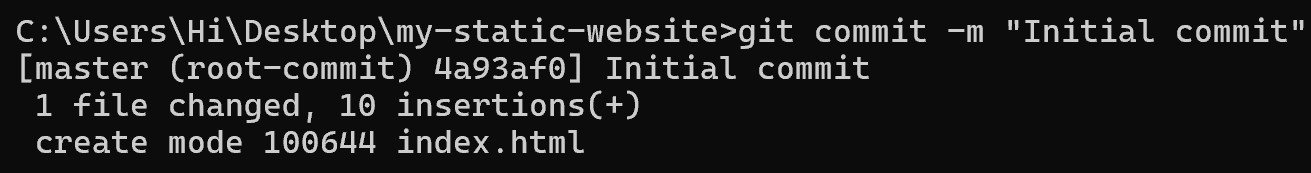 C:\Users\Hi\Desktop\my-static-website>git commit -m "Initial commit"
[master (root-commit) 4a93af0] Initial commit
 1 file changed, 10 insertions(+)
 create mode 100644 index.html